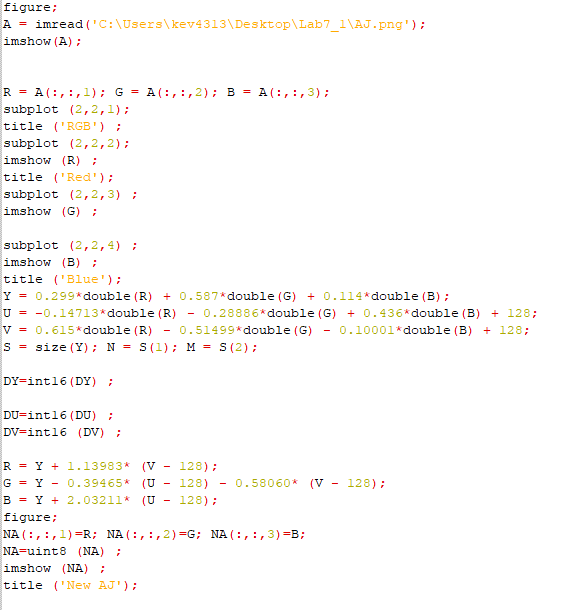 figure;
A = imread('C:\Users\kev4313\Desktop\Lab7_1\AJ.png');
imshow(A);
R = A(:,:,1); G = A(:,:,2); B = A(:,:,3);
subplot (2,2,1);
title ('RGB') ;
subplot (2,2,2);
imshow (R) ;
title ('Red');
subplot (2,2,3) ;
imshow (G) ;
subplot (2,2,4) ;
imshow (B) ;
title ('Blue');
Y = 0.299*double(R) + 0.587*double(G) + 0.114*double(B);
U = -0.14713*double(R) - 0.28886*double(G) + 0.436*double(B) + 128;
V = 0.615*double(R) - 0.51499*double(G) - 0.10001*double(B) + 128;
S = size(Y); N = S(1); M = S(2);
DY=int16(DY) ;
DU=int16(DU) ;
DV=int16 (DV) ;
R = Y + 1.13983* (V - 128);
G = Y - 0.39465* (U - 128) - 0.58060* (V - 128);
B = Y + 2.03211* (U - 128);
figure;
NA(:,:,1)=R; NA(:,:,2)=G; NA(:,:,3)=B;
NA=uint8 (NA) ;
imshow (NA) ;
title ('New AJ');